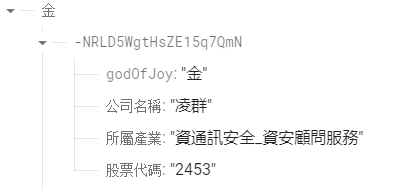 金
-NRLD5WgtHsZE15q7QmN
godOfJoy: "金"
公司名稱: "凌群"
所屬產業: "資通訊安全_資安顧問服務"
股票代碼: "2453"